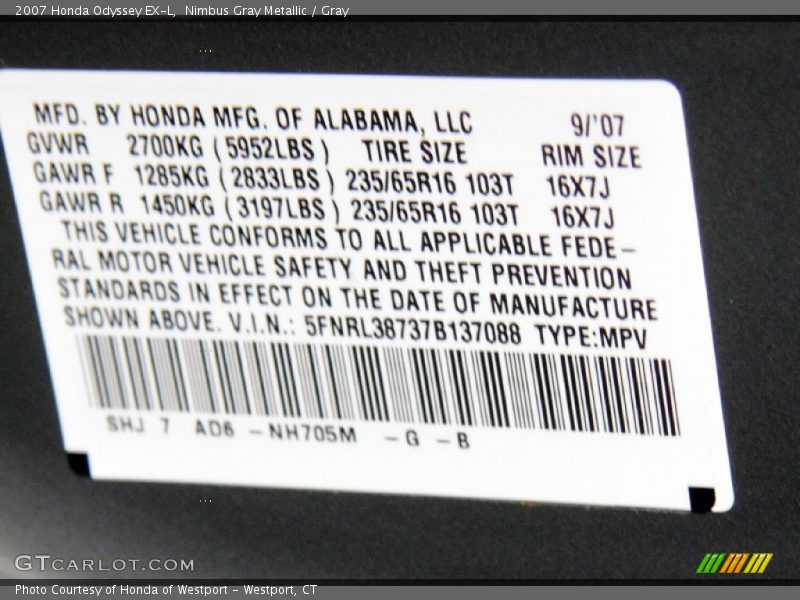 2007 Honda Odyssey EX-L, Nimbus Gray Metallic / Gray
MFD. BY HONDA MFG. OF ALABAMA, LLC 9/'07
GVWR 2700KG (5952LBS) TIRE SIZE RIM SIZE
GAWR F 1285KG (2833LBS) 235/65R16 103T 16X7J
GAWR R 1450KG (3197LBS) 235/65R16 103T 16X7J
THIS VEHICLE CONFORMS TO ALL APPLICABLE FEDE-
RAL MOTOR VEHICLE SAFETY AND THEFT PREVENTION
STANDARDS IN EFFECT ON THE DATE OF MANUFACTURE
SHOWN ABOVE. V.I.N.: 5FNRL38737B137088 TYPE:MPV
SHJ 7 AD6 -NH705M -G -B
GTCARLOT.COM
Photo Courtesy of Honda of Westport - Westport, CT